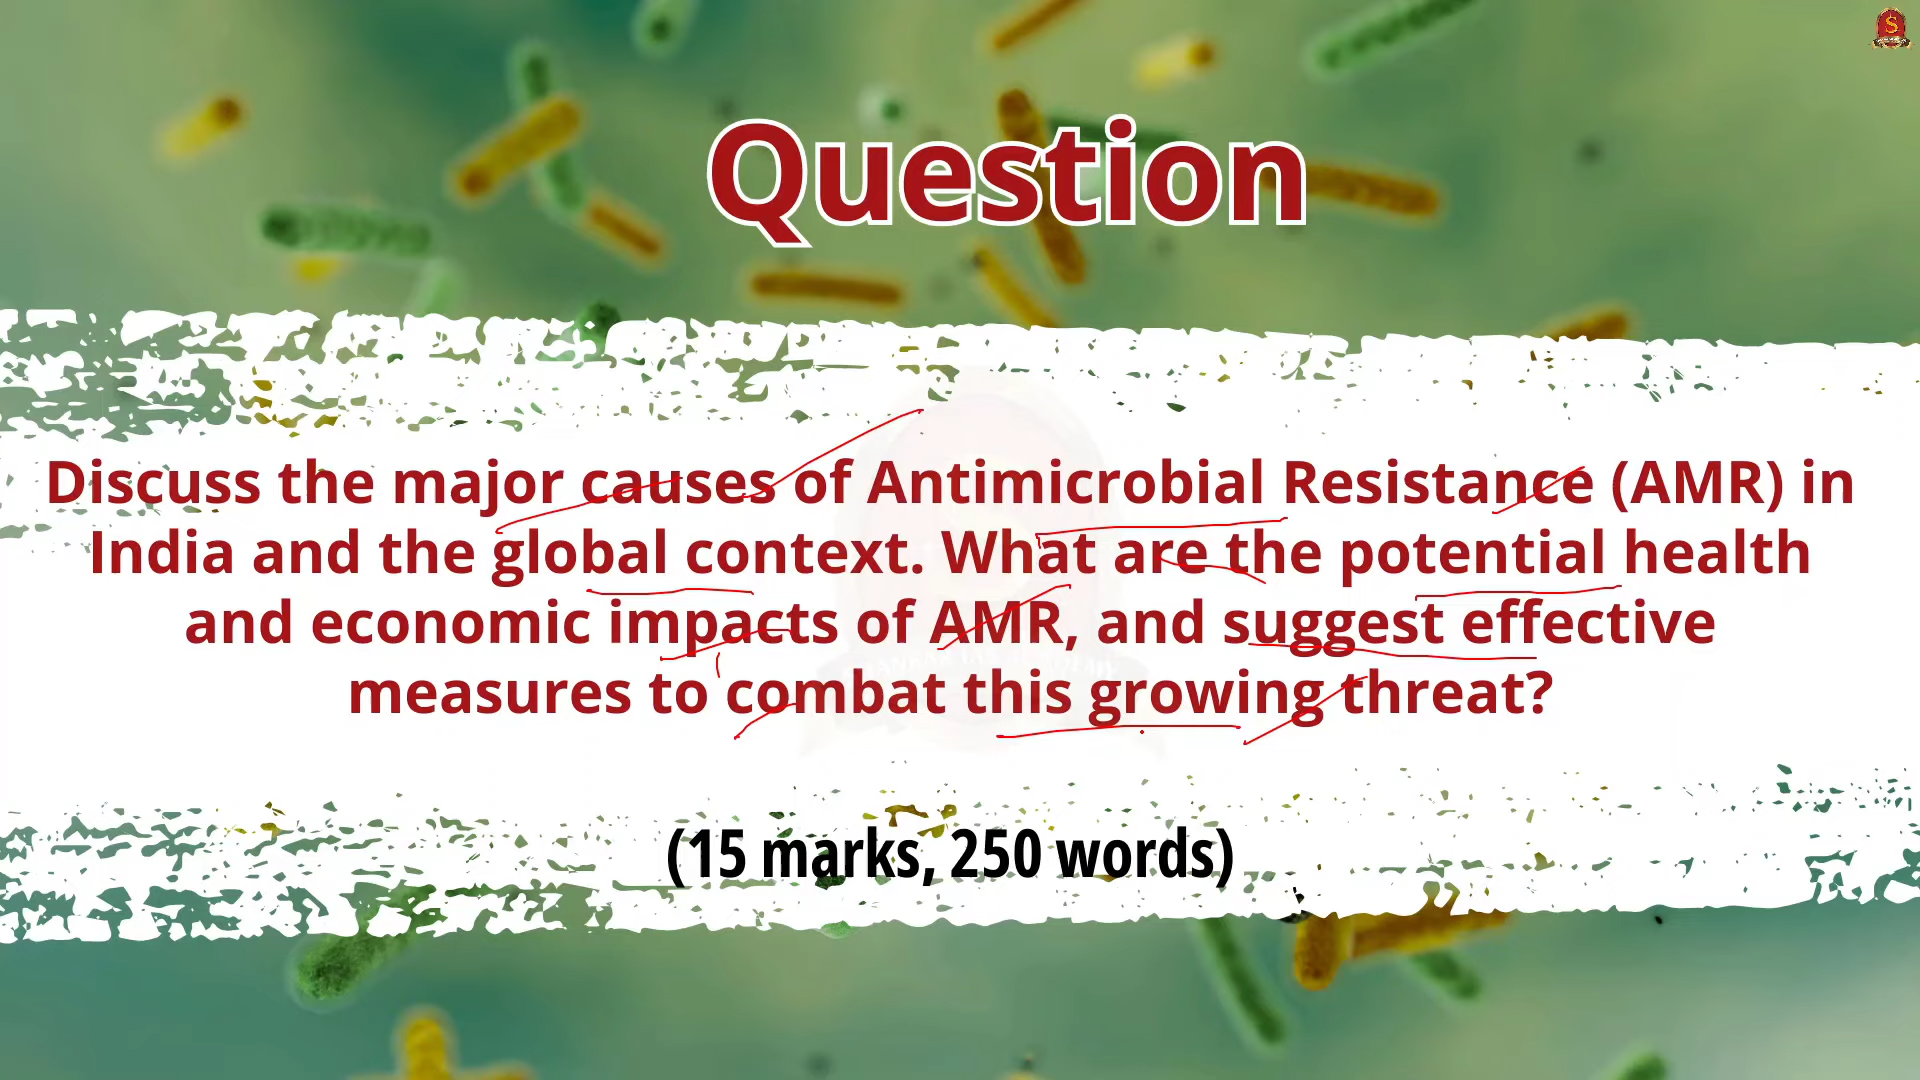 Question
Discuss the major causes of Antimicrobial Resistance (AMR) in
India and the global context. What are the potential health
and economic impacts of AMR, and suggest effective
measures to combat this growing threat?
(15 marks, 250 words)